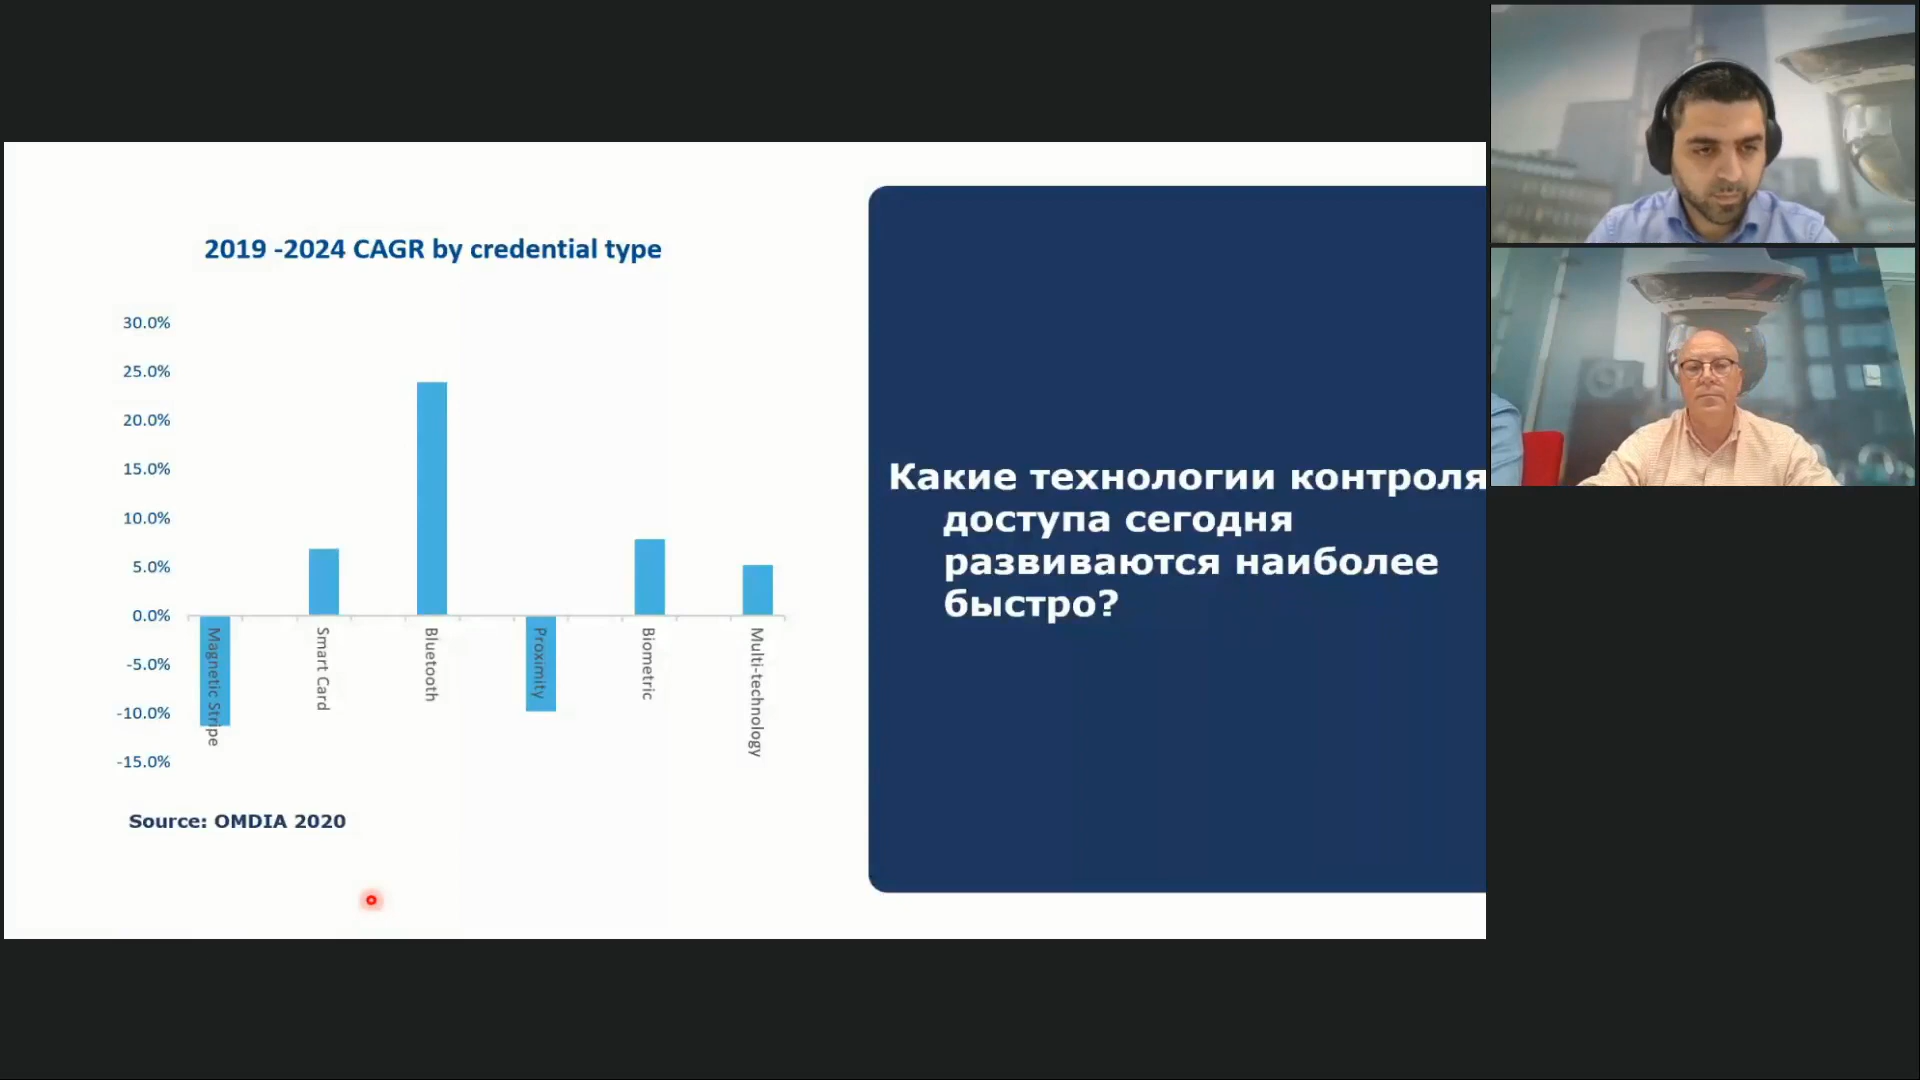 2019 -2024 CAGR by credential type
30.0%
25.0%
20.0%
15.0%
10.0%
5.0%
0.0%
-5.0%
-10.0%
-15.0%
Magnetic Stripe
Smart Card
Bluetooth
Proximity
Biometric
Multi-technology
Source: OMDIA 2020
Какие технологии контроля
доступа сегодня
развиваются наиболее
быстро?